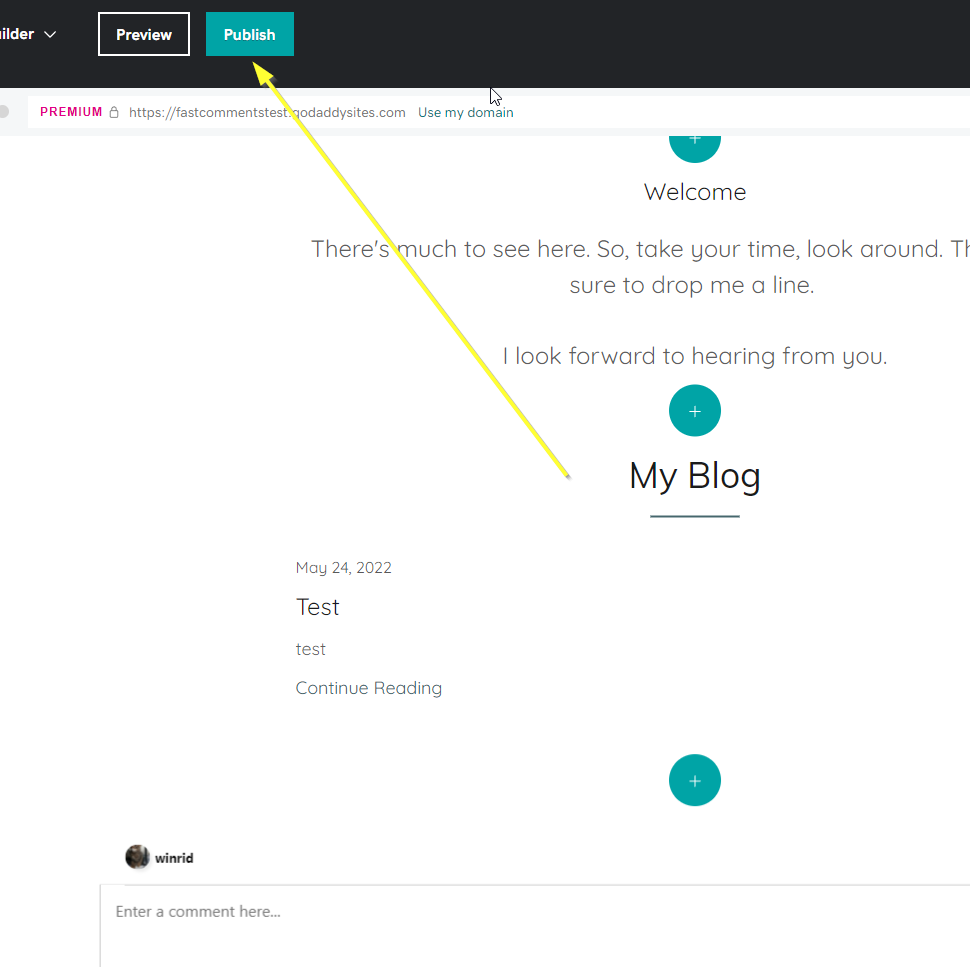 ilder Preview Publish
PREMIUM https://fastcommentstest.godaddysites.com Use my domain
Welcome
There's much to see here. So, take your time, look around. Th
sure to drop me a line.
I look forward to hearing from you.
My Blog
May 24, 2022
Test
test
Continue Reading
winrid
Enter a comment here...